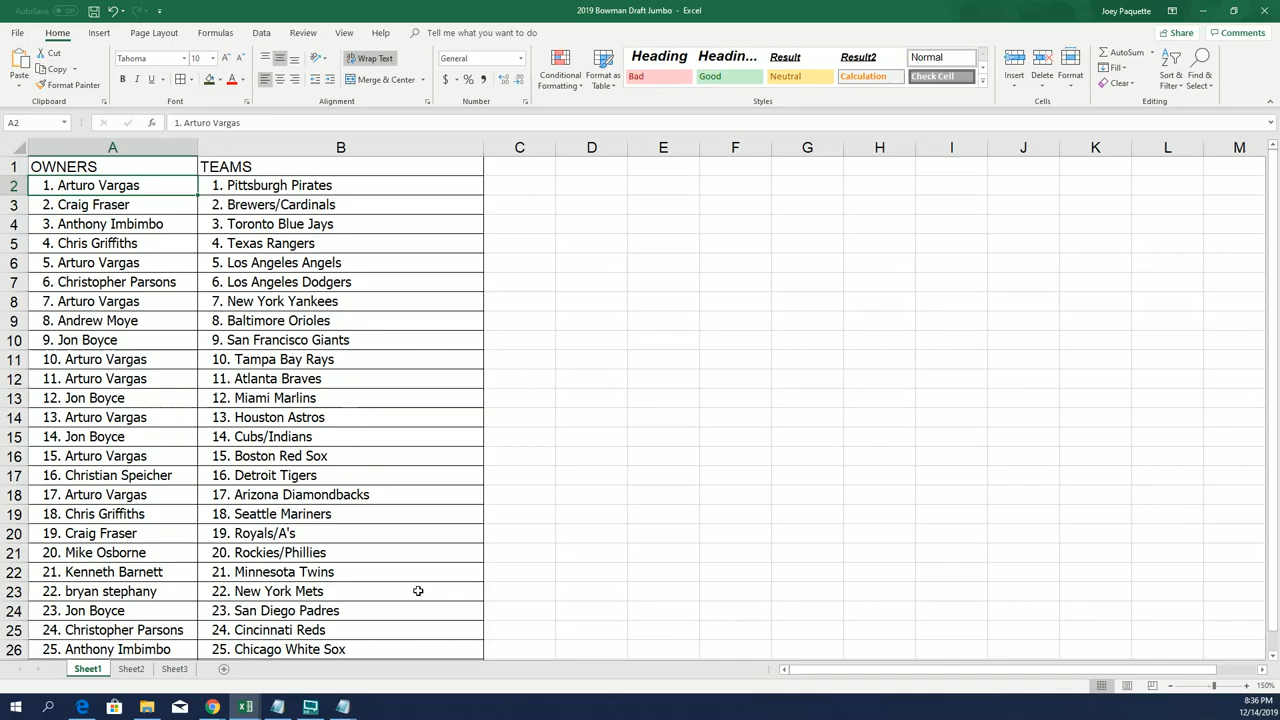 AutoSave Off 2019 Bowman Draft Jumbo - Excel Joey Paquette
File Home Insert Page Layout Formulas Data Review View Help Tell me what you want to do Share Comments
Paste Cut Copy Format Painter
Tahoma 10 B I U A
Wrap Text Merge & Center
General $ % ,
Conditional Formatting Format as Table
Heading Headin... Result Result2 Normal
Bad Good Neutral Calculation Check Cell
Insert Delete Format
AutoSum Fill Clear Sort & Filter Find & Select
Clipboard Font Alignment Number Styles Cells Editing
A2 fx 1. Arturo Vargas
A B C D E F G H I J K L M
1 OWNERS TEAMS
2 1. Arturo Vargas 1. Pittsburgh Pirates
3 2. Craig Fraser 2. Brewers/Cardinals
4 3. Anthony Imbimbo 3. Toronto Blue Jays
5 4. Chris Griffiths 4. Texas Rangers
6 5. Arturo Vargas 5. Los Angeles Angels
7 6. Christopher Parsons 6. Los Angeles Dodgers
8 7. Arturo Vargas 7. New York Yankees
9 8. Andrew Moye 8. Baltimore Orioles
10 9. Jon Boyce 9. San Francisco Giants
11 10. Arturo Vargas 10. Tampa Bay Rays
12 11. Arturo Vargas 11. Atlanta Braves
13 12. Jon Boyce 12. Miami Marlins
14 13. Arturo Vargas 13. Houston Astros
15 14. Jon Boyce 14. Cubs/Indians
16 15. Arturo Vargas 15. Boston Red Sox
17 16. Christian Speicher 16. Detroit Tigers
18 17. Arturo Vargas 17. Arizona Diamondbacks
19 18. Chris Griffiths 18. Seattle Mariners
20 19. Craig Fraser 19. Royals/A's
21 20. Mike Osborne 20. Rockies/Phillies
22 21. Kenneth Barnett 21. Minnesota Twins
23 22. bryan stephany 22. New York Mets
24 23. Jon Boyce 23. San Diego Padres
25 24. Christopher Parsons 24. Cincinnati Reds
26 25. Anthony Imbimbo 25. Chicago White Sox
Sheet1 Sheet2 Sheet3
150%
8:36 PM
12/14/2019